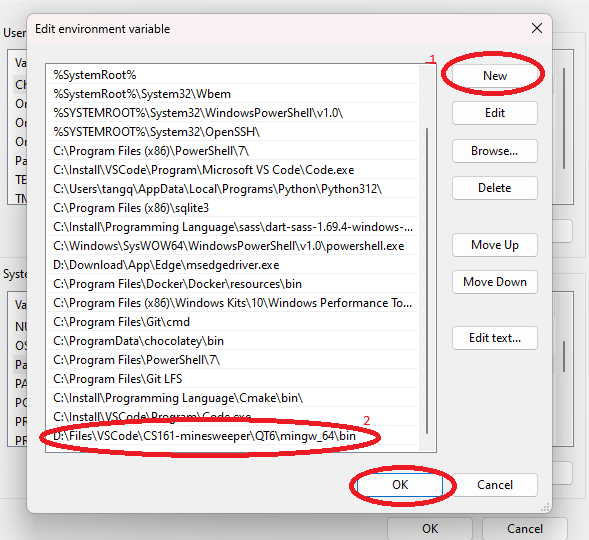 Edit environment variable
User
Va
Ch
On
On
Pa
TE
TM
1
%SystemRoot%
%SystemRoot%\System32\Wbem
%SYSTEMROOT%\System32\WindowsPowerShell\v1.0\
%SYSTEMROOT%\System32\OpenSSH\
C:\Program Files (x86)\PowerShell\7\
C:\Install\VSCode\Program\Microsoft VS Code\Code.exe
C:\Users\tangq\AppData\Local\Programs\Python\Python312\
C:\Program Files (x86)\sqlite3
C:\Install\Programming Language\sass\dart-sass-1.69.4-windows-...
C:\Windows\SysWOW64\WindowsPowerShell\v1.0\powershell.exe
D:\Download\App\Edge\msedgedriver.exe
C:\Program Files\Docker\Docker\resources\bin
C:\Program Files (x86)\Windows Kits\10\Windows Performance To...
C:\Program Files\Git\cmd
C:\ProgramData\chocolatey\bin
C:\Program Files\PowerShell\7\
C:\Program Files\Git LFS
C:\Install\Programming Language\Cmake\bin\
C:\Install\VSCode\Program\Code.exe
2
D:\Files\VSCode\CS161-minesweeper\QT6\mingw_64\bin
New
Edit
Browse...
Delete
Move Up
Move Down
Edit text...
Syste
Va
NU
OS
Pa
PA
PC
PR
PR
OK
Cancel
OK
Cancel